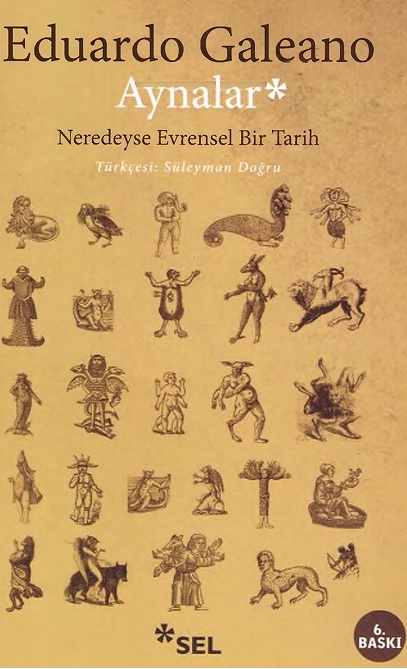 Eduardo Galeano
Aynalar*
Neredeyse Evrensel Bir Tarih
Türkçesi: Süleyman Doğru
*SEL
6.
BASKI